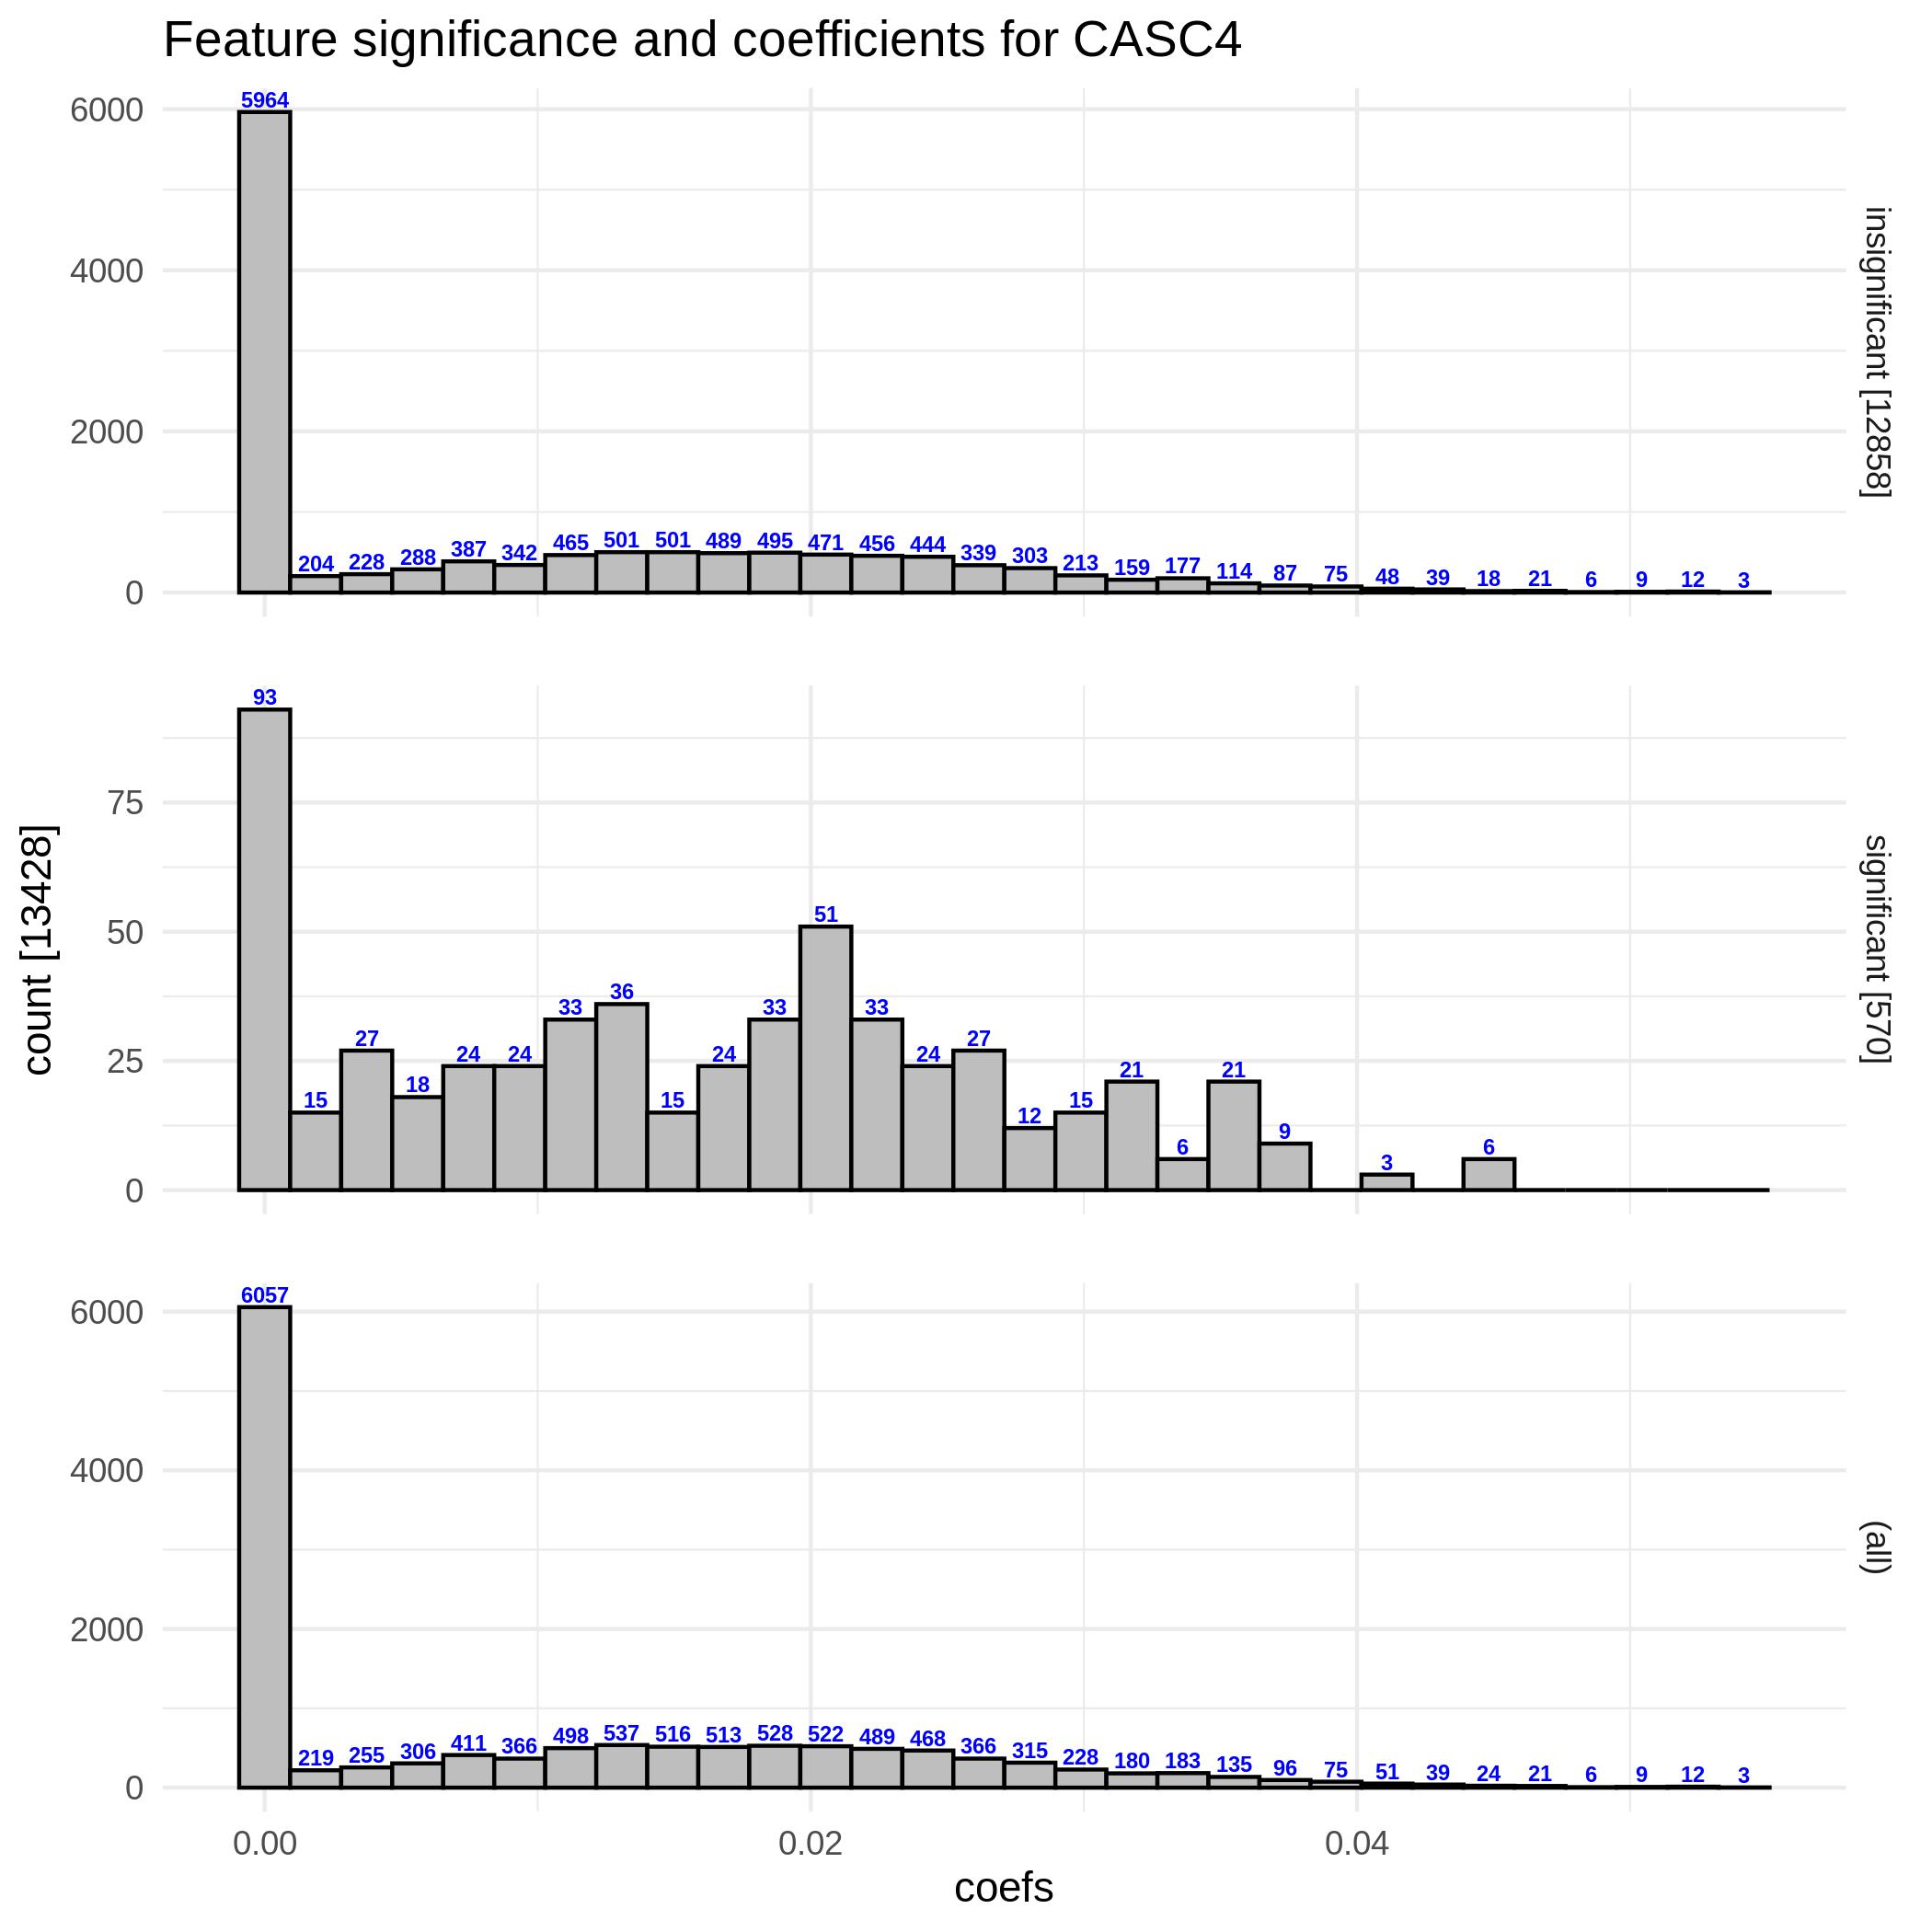 Feature significance and coefficients for CASC4
5964
6000
4000
2000
0
204 228 288 387 342 465 501 501 489 495 471 456 444 339 303 213 159 177 114 87 75 48 39 18 21 6 9 12 3
insignificant [12858]
93
75
50
25
0
15 27 18 24 24 33 36 15 24 33 51 33 24 27 12 15 21 6 21 9 3 6
significant [570]
count [13428]
6057
6000
4000
2000
0
219 255 306 411 366 498 537 516 513 528 522 489 468 366 315 228 180 183 135 96 75 51 39 24 21 6 9 12 3
(all)
0.00 0.02 0.04
coefs